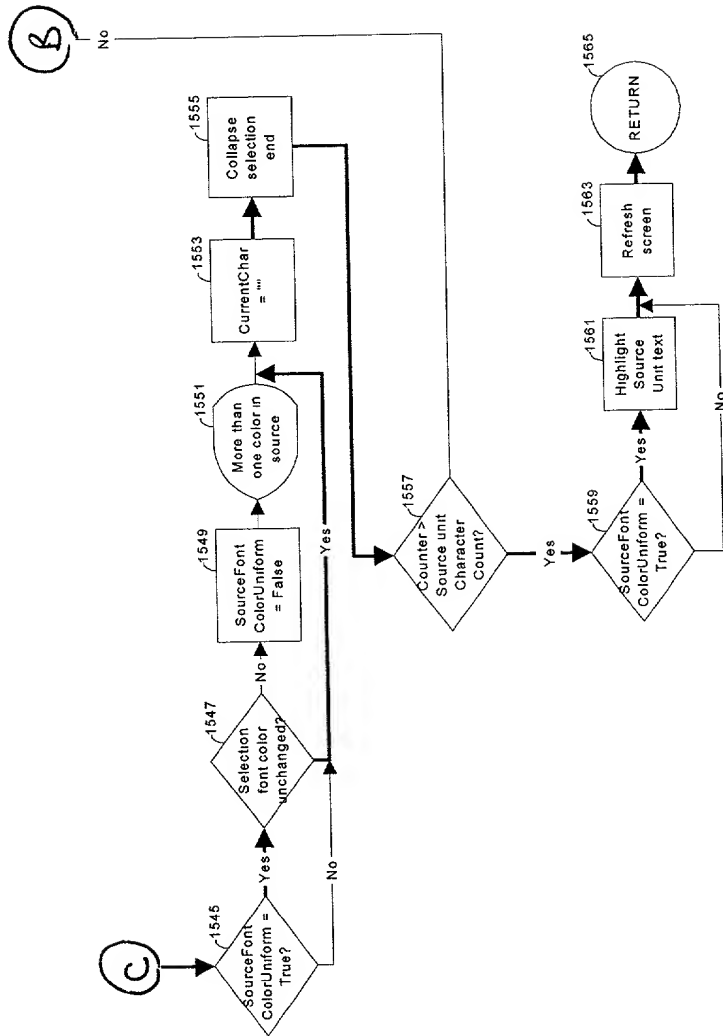 C
1545
SourceFont
ColorUniform =
True?
Yes
No
1547
Selection
font color
unchanged?
No
Yes
1549
SourceFont
ColorUniform
= False
1551
More than
one color in
source
1553
CurrentChar
= ""
1555
Collapse
selection
end
1557
Counter >
Source unit
Character
Count?
No
B
Yes
1559
SourceFont
ColorUniform =
True?
Yes
No
1561
Highlight
Source
Unit text
1563
Refresh
screen
1565
RETURN